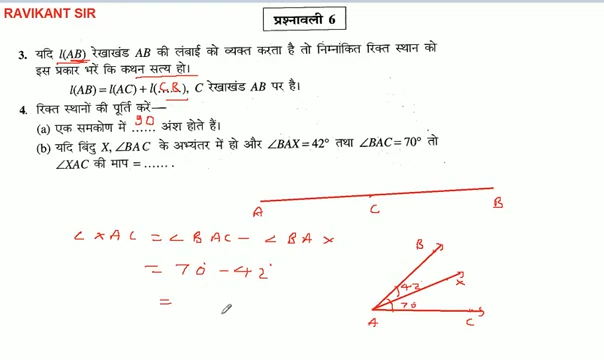 RAVIKANT SIR
प्रश्नावली 6
3. यदि l(AB) रेखाखंड AB की लंबाई को व्यक्त करता है तो निम्नांकित रिक्त स्थान को
इस प्रकार भरें कि कथन सत्य हो।
l(AB) = l(AC) + l(..CB..), C रेखाखंड AB पर है।
4. रिक्त स्थानों की पूर्ति करें—
(a) एक समकोण में ..90.. अंश होते हैं।
(b) यदि बिंदु X, ∠BAC के अभ्यंतर में हो और ∠BAX = 42° तथा ∠BAC = 70° तो
∠XAC की माप = ...... .
A C B
∠XAC = ∠BAC - ∠BAX
= 70° - 42°
=
B
42°
X
70
A C